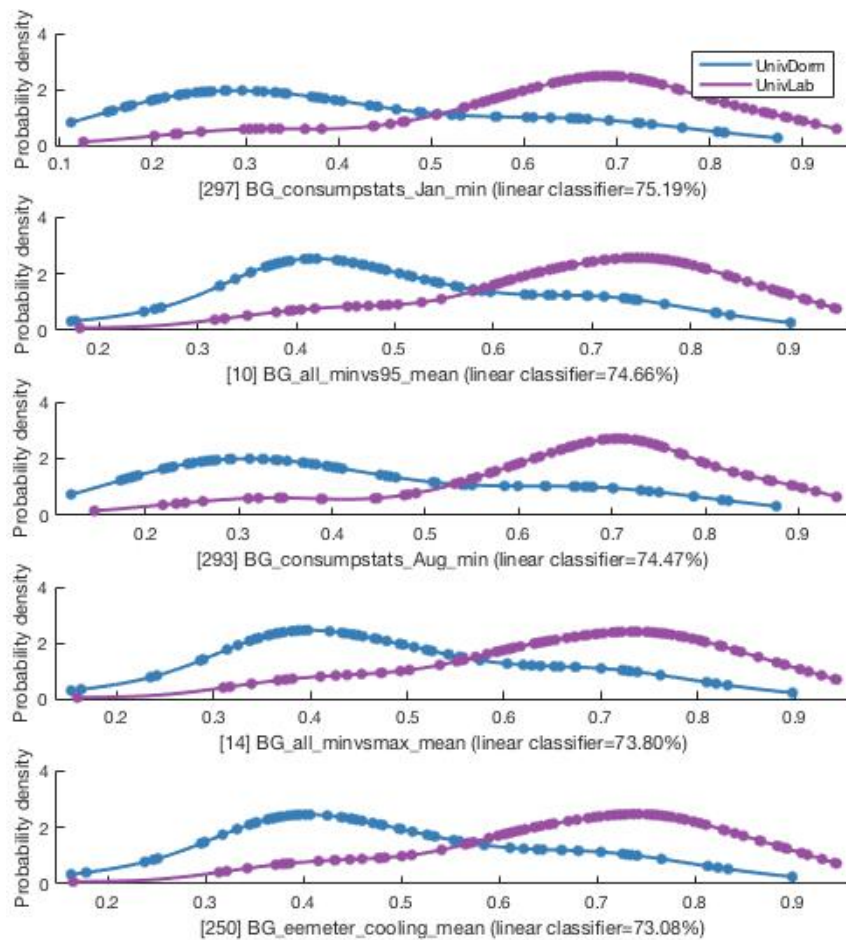 Probability density
4
2
0
UnivDorm
UnivLab
0.1 0.2 0.3 0.4 0.5 0.6 0.7 0.8 0.9
[297] BG_consumpstats_Jan_min (linear classifier=75.19%)
Probability density
4
2
0
0.2 0.3 0.4 0.5 0.6 0.7 0.8 0.9
[10] BG_all_minvs95_mean (linear classifier=74.66%)
Probability density
4
2
0
0.2 0.3 0.4 0.5 0.6 0.7 0.8 0.9
[293] BG_consumpstats_Aug_min (linear classifier=74.47%)
Probability density
4
2
0
0.2 0.3 0.4 0.5 0.6 0.7 0.8 0.9
[14] BG_all_minvsmax_mean (linear classifier=73.80%)
Probability density
4
2
0
0.2 0.3 0.4 0.5 0.6 0.7 0.8 0.9
[250] BG_eemeter_cooling_mean (linear classifier=73.08%)